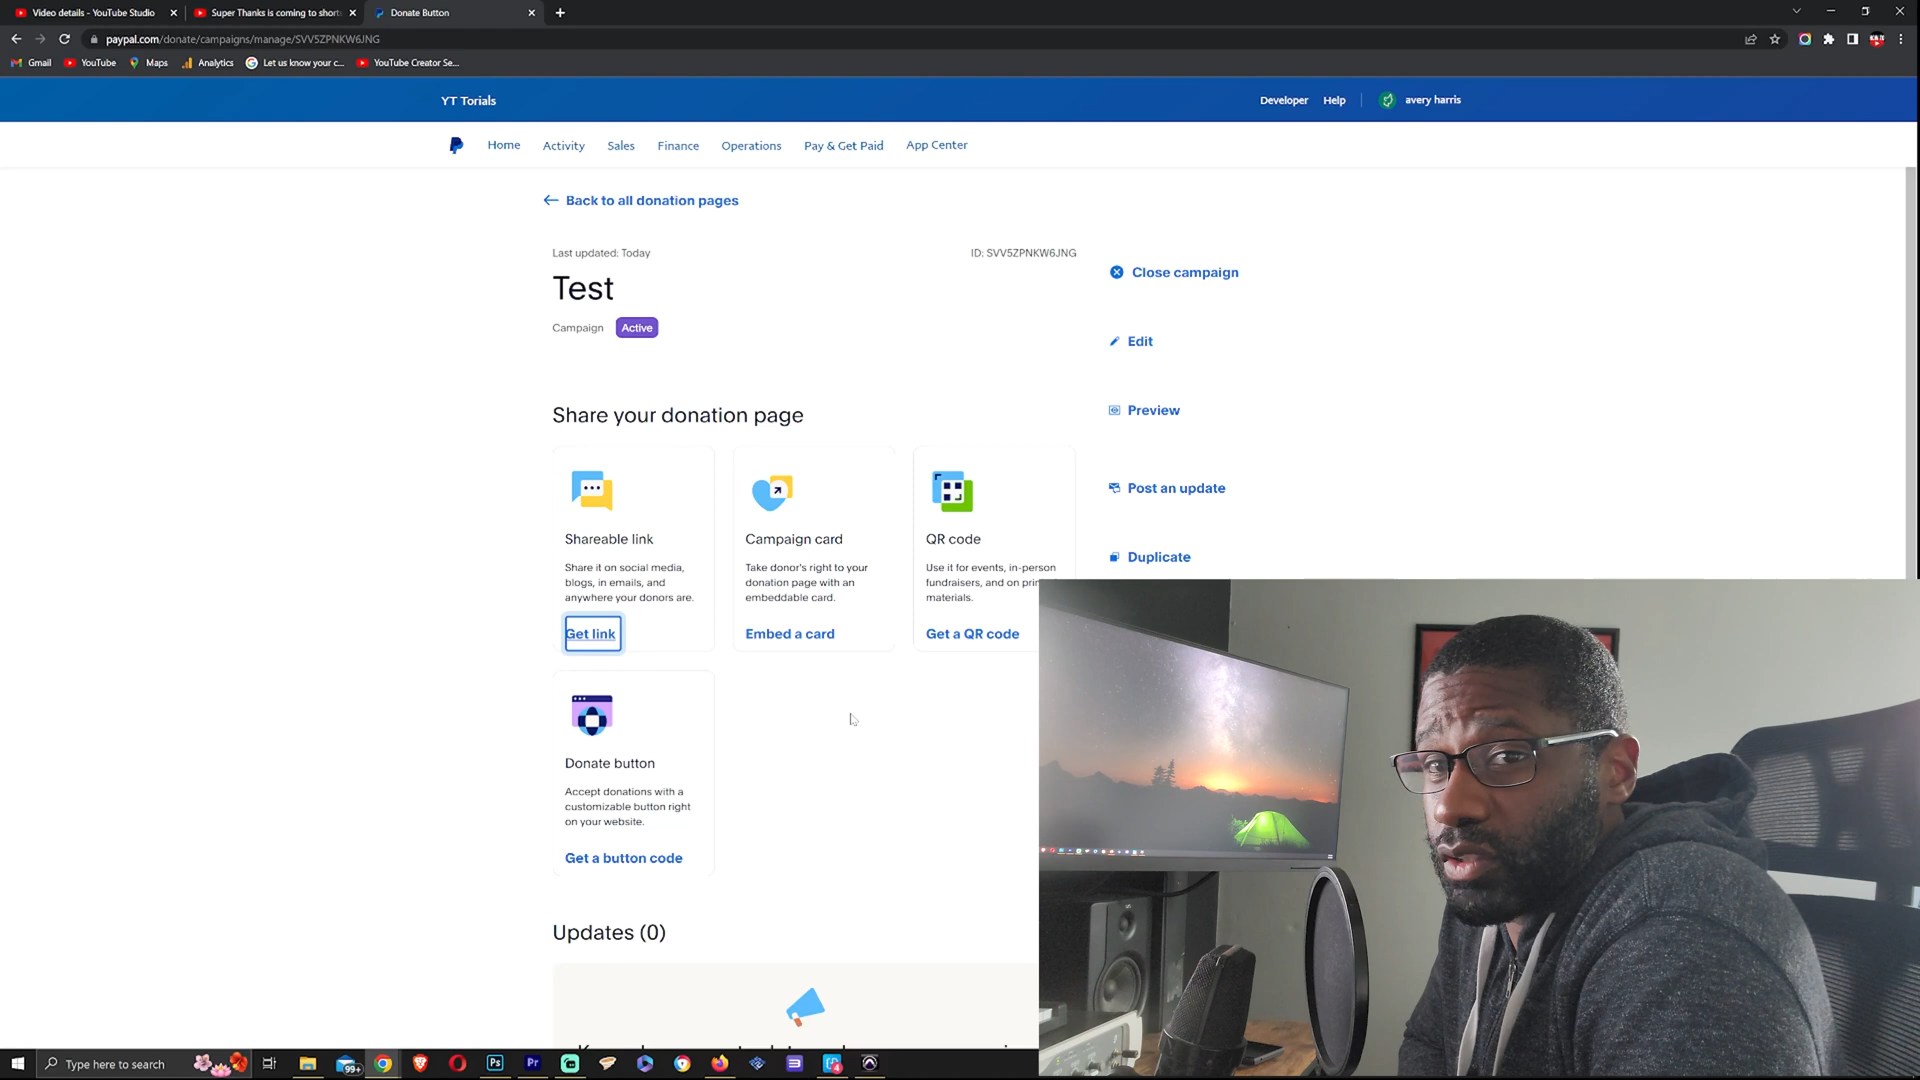 Video details - YouTube Studio
Super Thanks is coming to short
Donate Button
paypal.com/donate/campaigns/manage/SVV5ZPNKW6JNG
Gmail
YouTube
Maps
Analytics
Let us know your c...
YouTube Creator Se...
YT Torials
Developer
Help
avery harris
Home
Activity
Sales
Finance
Operations
Pay & Get Paid
App Center
Back to all donation pages
Last updated: Today
ID: SVV5ZPNKW6JNG
Test
Campaign
Active
Close campaign
Edit
Preview
Post an update
Duplicate
Share your donation page
Shareable link
Share it on social media,
blogs, in emails, and
anywhere your donors are.
Get link
Campaign card
Take donor's right to your
donation page with an
embeddable card.
Embed a card
QR code
Use it for events, in-person
fundraisers, and on prin
materials.
Get a QR code
Donate button
Accept donations with a
customizable button right
on your website.
Get a button code
Updates (0)
Type here to search
99+
Ps
Pr
4